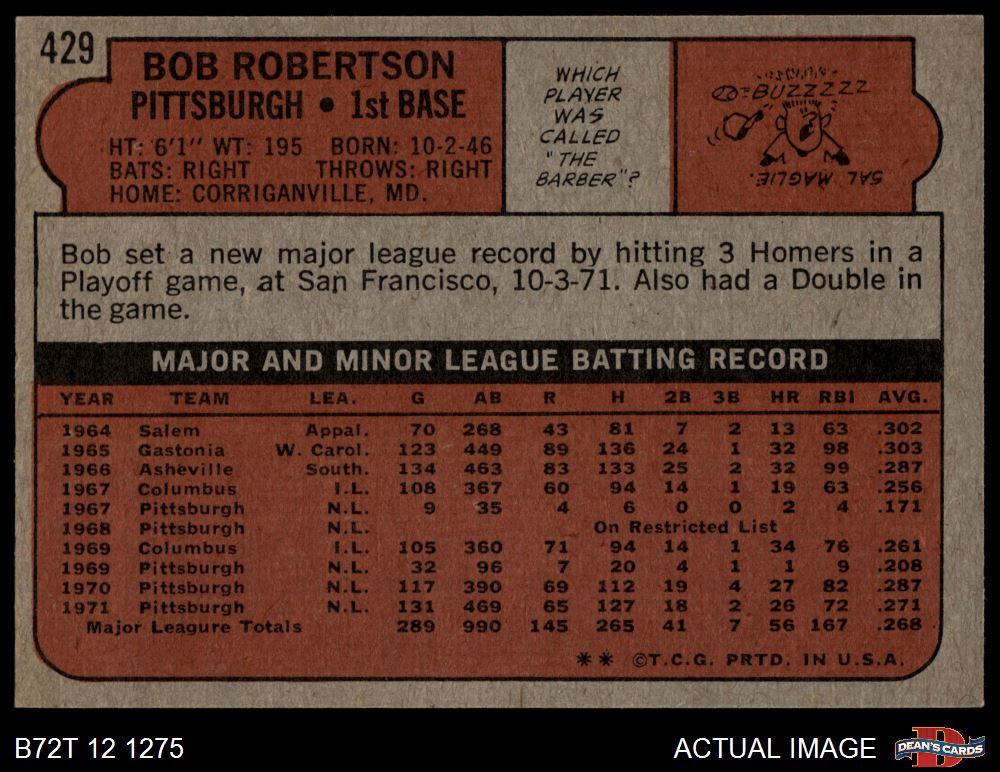 429
BOB ROBERTSON
PITTSBURGH • 1st BASE
HT: 6'1" WT: 195 BORN: 10-2-46
BATS: RIGHT THROWS: RIGHT
HOME: CORRIGANVILLE, MD.
WHICH
PLAYER
WAS
CALLED
"THE
BARBER"?
BUZZZZZ
SAL MAGLIE.
Bob set a new major league record by hitting 3 Homers in a
Playoff game, at San Francisco, 10-3-71. Also had a Double in
the game.
MAJOR AND MINOR LEAGUE BATTING RECORD
YEAR TEAM LEA. G AB R H 2B 3B HR RBI AVG.
1964 Salem Appal. 70 268 43 81 7 2 13 63 .302
1965 Gastonia W. Carol. 123 449 89 136 24 1 32 98 .303
1966 Asheville South. 134 463 83 133 25 2 32 99 .287
1967 Columbus I.L. 108 367 60 94 14 1 19 63 .256
1967 Pittsburgh N.L. 9 35 4 6 0 0 2 4 .171
1968 Pittsburgh N.L. On Restricted List
1969 Columbus I.L. 105 360 71 94 14 1 34 76 .261
1969 Pittsburgh N.L. 32 96 7 20 4 1 1 9 .208
1970 Pittsburgh N.L. 117 390 69 112 19 4 27 82 .287
1971 Pittsburgh N.L. 131 469 65 127 18 2 26 72 .271
Major Leagure Totals 289 990 145 265 41 7 56 167 .268
** ©T.C.G. PRTD. IN U.S.A.
B72T 12 1275
ACTUAL IMAGE
D
DEAN'S CARDS